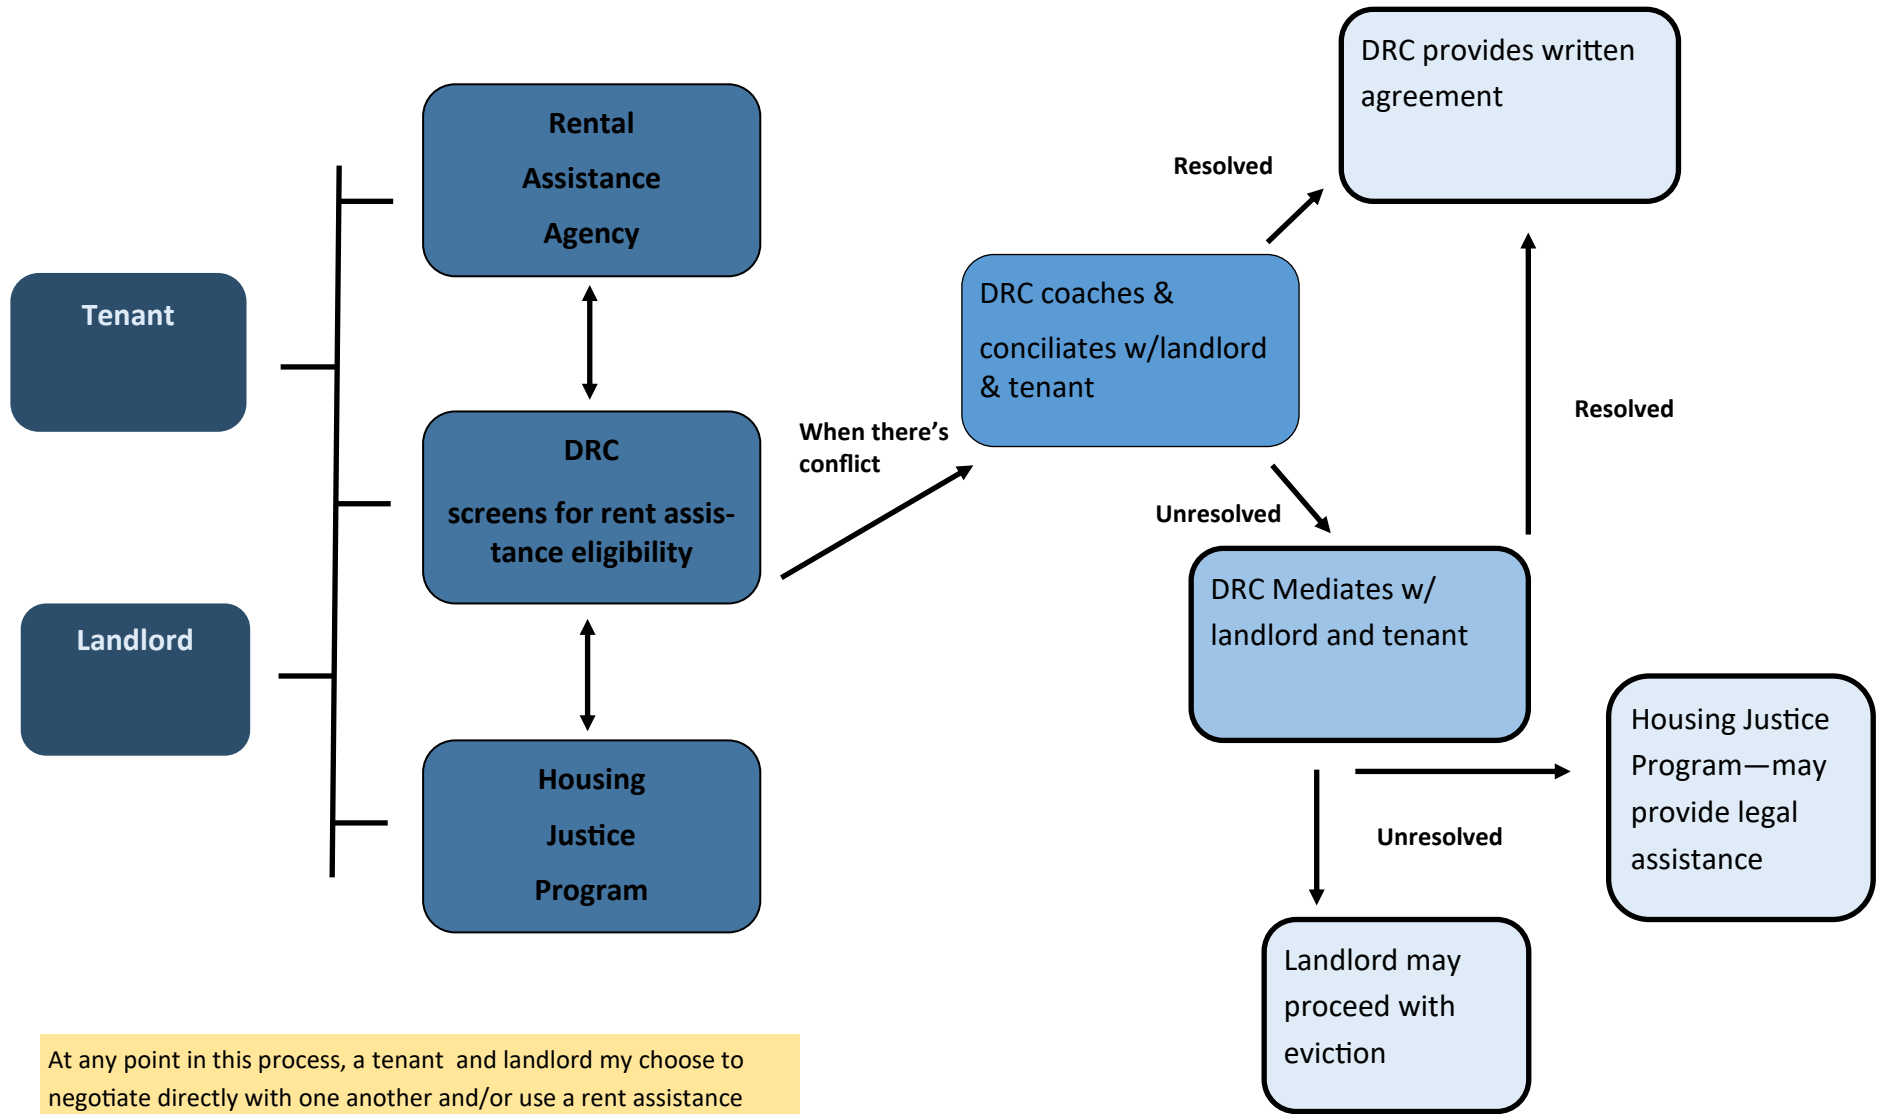 Tenant
Landlord
Rental
Assistance
Agency
DRC
screens for rent assis-
tance eligibility
Housing
Justice
Program
When there’s
conflict
DRC coaches &
conciliates w/landlord
& tenant
Resolved
DRC provides written
agreement
Unresolved
DRC Mediates w/
landlord and tenant
Resolved
Unresolved
Housing Justice
Program—may
provide legal
assistance
Landlord may
proceed with
eviction
At any point in this process, a tenant  and landlord my choose to
negotiate directly with one another and/or use a rent assistance